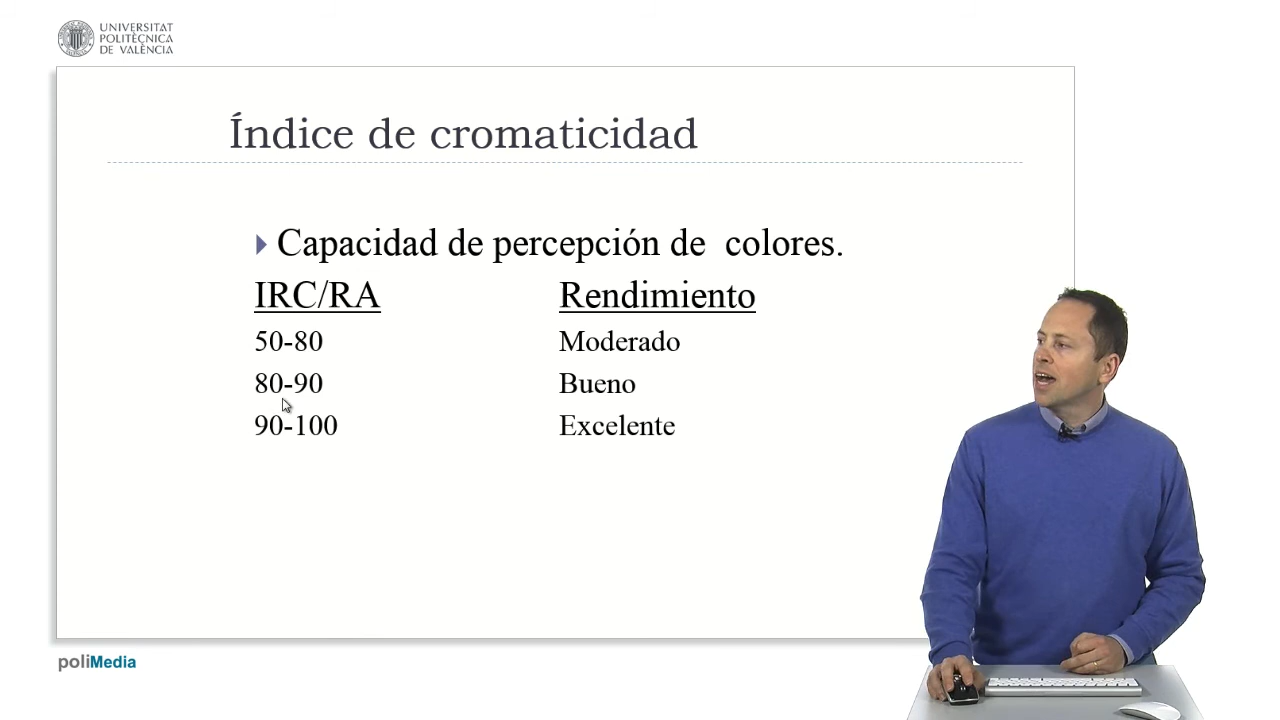 UNIVERSITAT
POLITÈCNICA
DE VALÈNCIA
Índice de cromaticidad
Capacidad de percepción de colores.
IRC/RA Rendimiento
50-80 Moderado
80-90 Bueno
90-100 Excelente
poliMedia